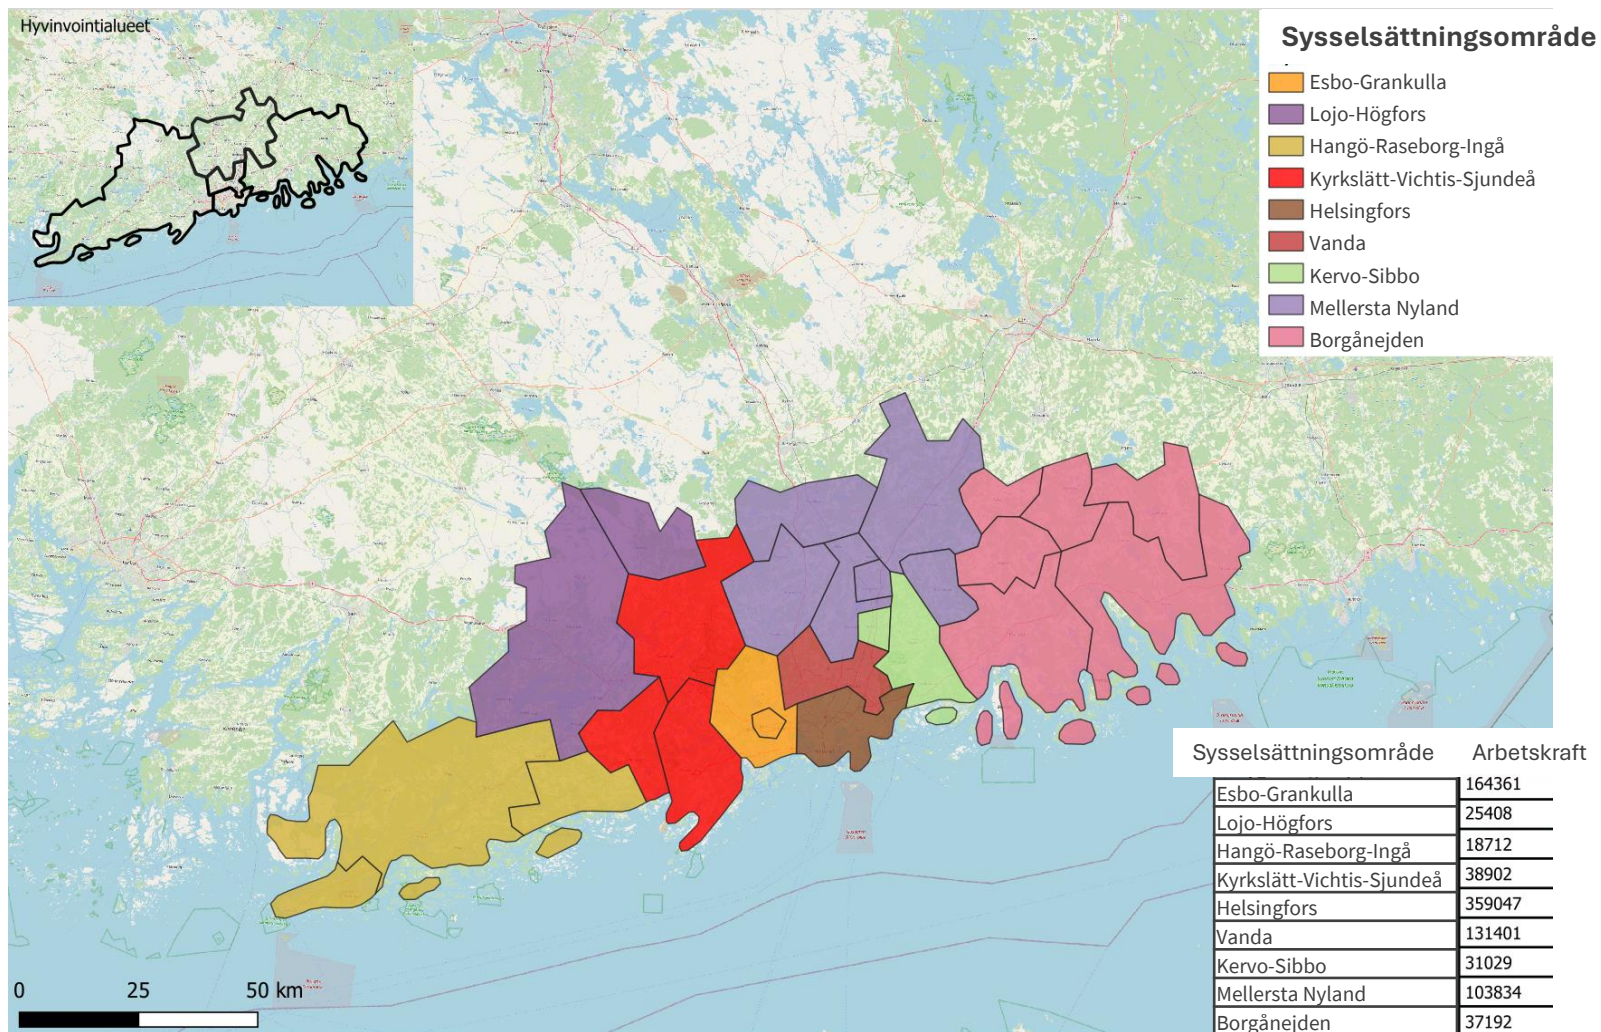 Hyvinvointialueet
Sysselsättningsområde
Esbo-Grankulla
Lojo-Högfors
Hangö-Raseborg-Ingå
Kyrkslätt-Vichtis-Sjundeå
Helsingfors
Vanda
Kervo-Sibbo
Mellersta Nyland
Borgånejden
Sysselsättningsområde Arbetskraft
Esbo-Grankulla 164361
Lojo-Högfors 25408
Hangö-Raseborg-Ingå 18712
Kyrkslätt-Vichtis-Sjundeå 38902
Helsingfors 359047
Vanda 131401
Kervo-Sibbo 31029
Mellersta Nyland 103834
Borgånejden 37192
0 25 50 km